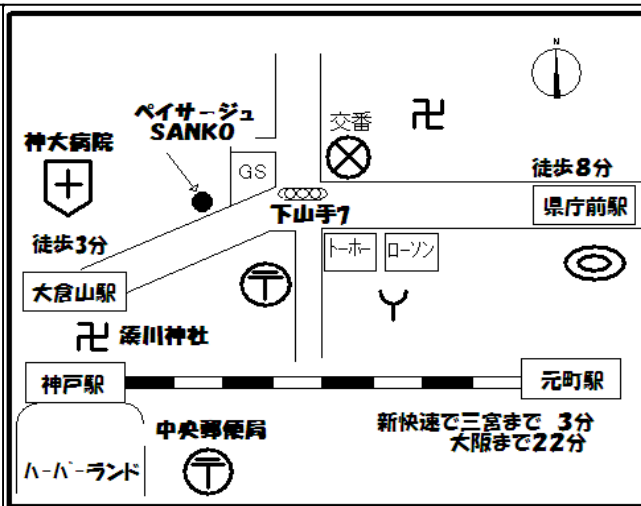 N
ペイサージュ
SANKO
交番
神大病院
GS
徒歩8分
県庁前駅
下山手7
徒歩3分
トーホー
ローソン
大倉山駅
湊川神社
神戸駅
元町駅
新快速で三宮まで 3分
大阪まで22分
中央郵便局
ハーバーランド